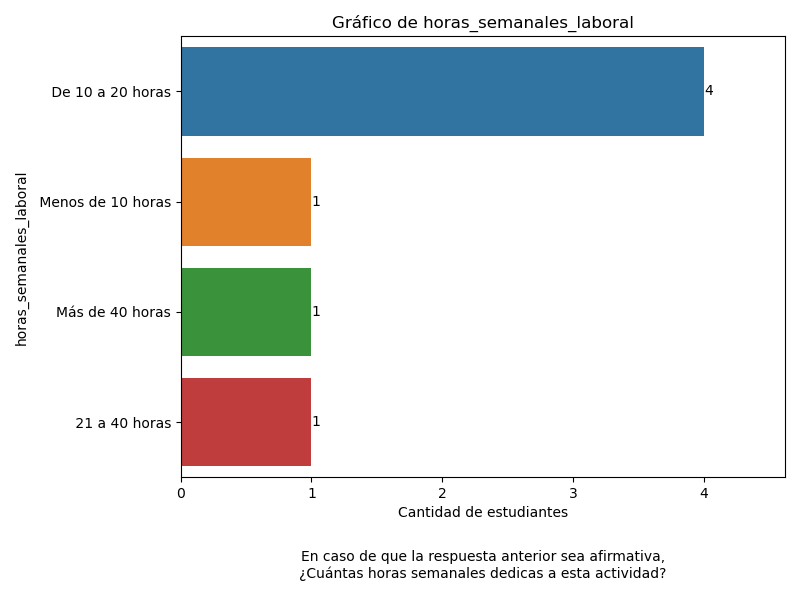 Gráfico de horas_semanales_laboral
De 10 a 20 horas
4
Menos de 10 horas
1
Más de 40 horas
1
21 a 40 horas
1
horas_semanales_laboral
0 1 2 3 4
Cantidad de estudiantes
En caso de que la respuesta anterior sea afirmativa,
¿Cuántas horas semanales dedicas a esta actividad?